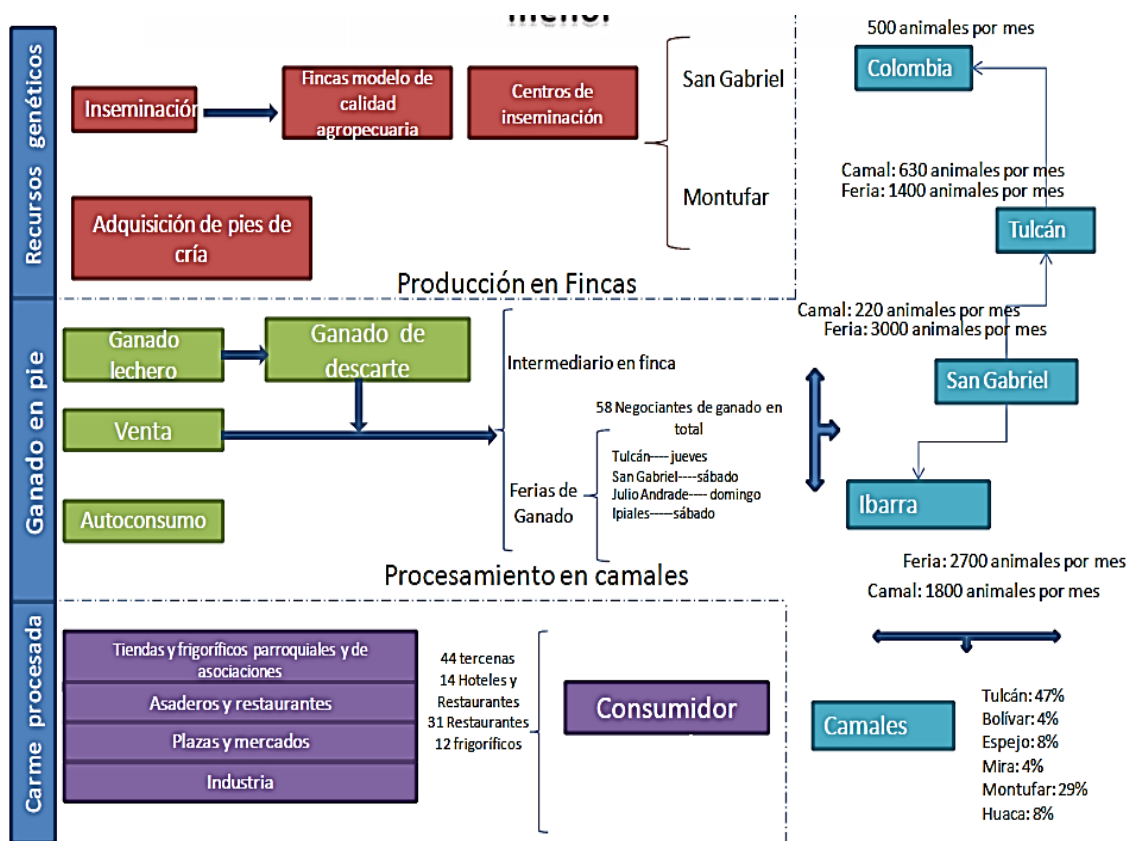 menor
Recursos genéticos
Inseminación
Fincas modelo de
calidad
agropecuaria
Centros de
inseminación
San Gabriel
Montufar
Adquisición de pies de
cría
Producción en Fincas
Ganado en pie
Ganado
lechero
Ganado de
descarte
Venta
Autoconsumo
Intermediario en finca
58 Negociantes de ganado en
total
Ferias de
Ganado
Tulcán----jueves
San Gabriel----sábado
Julio Andrade---- domingo
Ipiales-----sábado
Procesamiento en camales
Carme procesada
Tiendas y frigoríficos parroquiales y de
asociaciones
Asaderos y restaurantes
Plazas y mercados
Industria
44 tercenas
14 Hoteles y
Restaurantes
31 Restaurantes
12 frigoríficos
Consumidor
500 animales por mes
Colombia
Camal: 630 animales por mes
Feria: 1400 animales por mes
Tulcán
Camal: 220 animales por mes
Feria: 3000 animales por mes
San Gabriel
Ibarra
Feria: 2700 animales por mes
Camal: 1800 animales por mes
Camales
Tulcán: 47%
Bolívar: 4%
Espejo: 8%
Mira: 4%
Montufar: 29%
Huaca: 8%